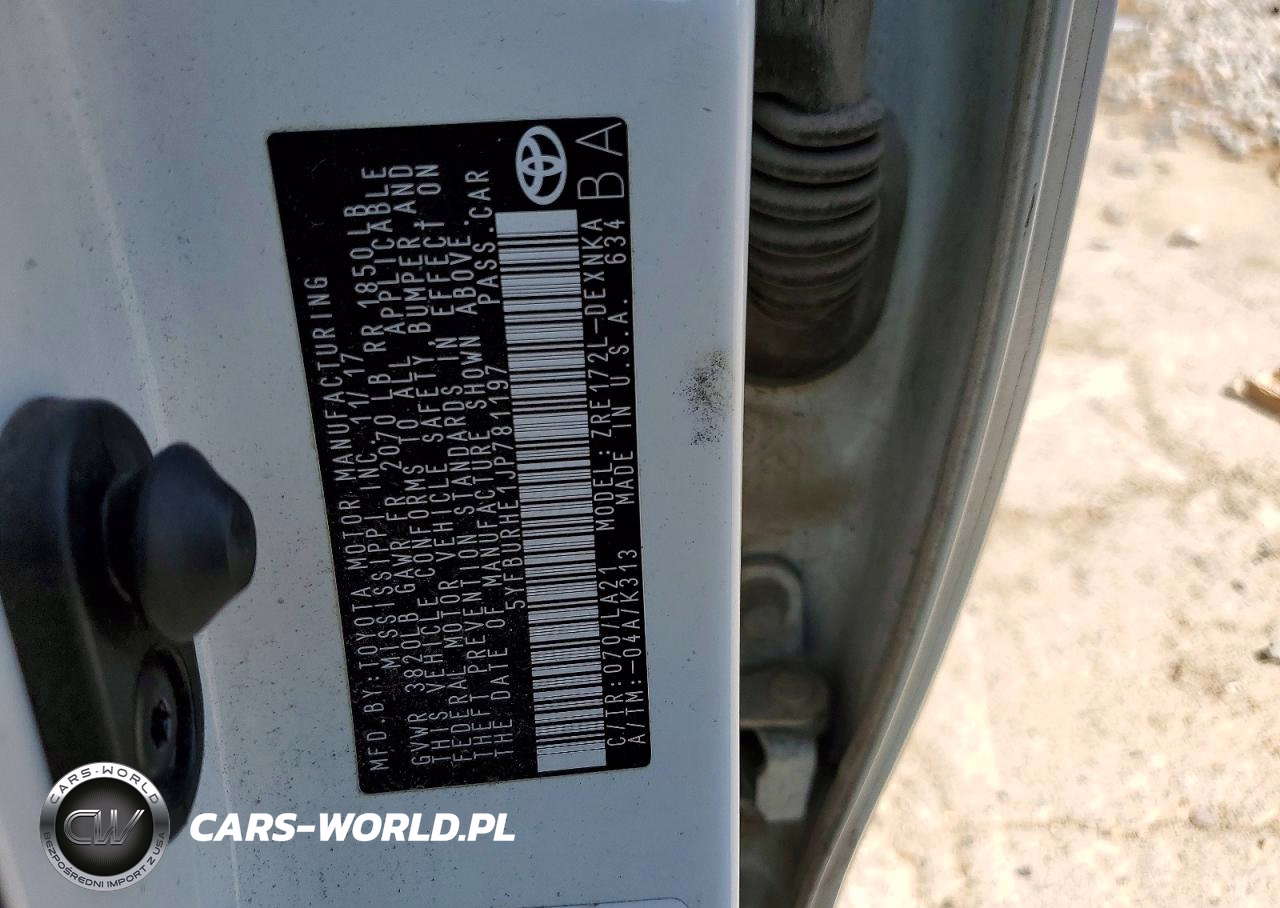 MFD.BY:TOYOTA MOTOR MANUFACTURING
MISSISSIPPI, INC. 11/17
GVWR 3820LB GAWR FR 2070 LB RR 1850LB
THIS VEHICLE CONFORMS TO ALL APPLICABLE
FEDERAL MOTOR VEHICLE SAFETY, BUMPER, AND
THEFT PREVENTION STANDARDS IN EFFECT ON
THE DATE OF MANUFACTURE SHOWN ABOVE.
5YFBURHE1JP781197 PASS.CAR
C/TR:070/LA21 MODEL:ZRE172L-DEXNKA
A/TM:-04A/K313 MADE IN U.S.A. 634
BA
CARS-WORLD
CW
BEZPOŚREDNI IMPORT Z USA
CARS-WORLD.PL